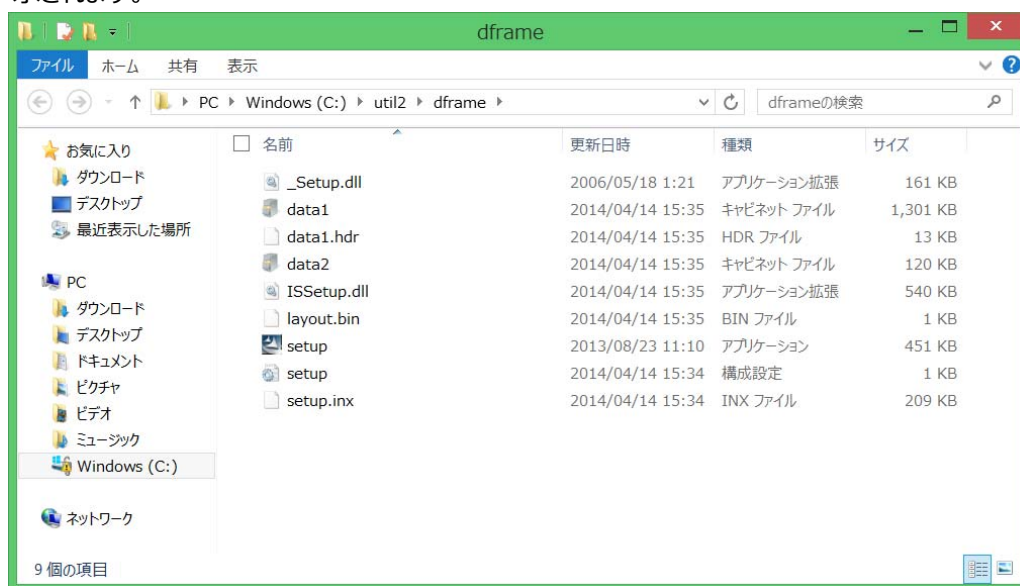 dframe
ファイル ホーム 共有 表示
PC Windows (C:) util2 dframe dframeの検索
名前 更新日時 種類 サイズ
お気に入り
ダウンロード
デスクトップ
最近表示した場所
PC
ダウンロード
デスクトップ
ドキュメント
ピクチャ
ビデオ
ミュージック
Windows (C:)
ネットワーク
_Setup.dll 2006/05/18 1:21 アプリケーション拡張 161 KB
data1 2014/04/14 15:35 キャビネット ファイル 1,301 KB
data1.hdr 2014/04/14 15:35 HDR ファイル 13 KB
data2 2014/04/14 15:35 キャビネット ファイル 120 KB
ISSetup.dll 2014/04/14 15:35 アプリケーション拡張 540 KB
layout.bin 2014/04/14 15:35 BIN ファイル 1 KB
setup 2013/08/23 11:10 アプリケーション 451 KB
setup 2014/04/14 15:34 構成設定 1 KB
setup.inx 2014/04/14 15:34 INX ファイル 209 KB
9 個の項目